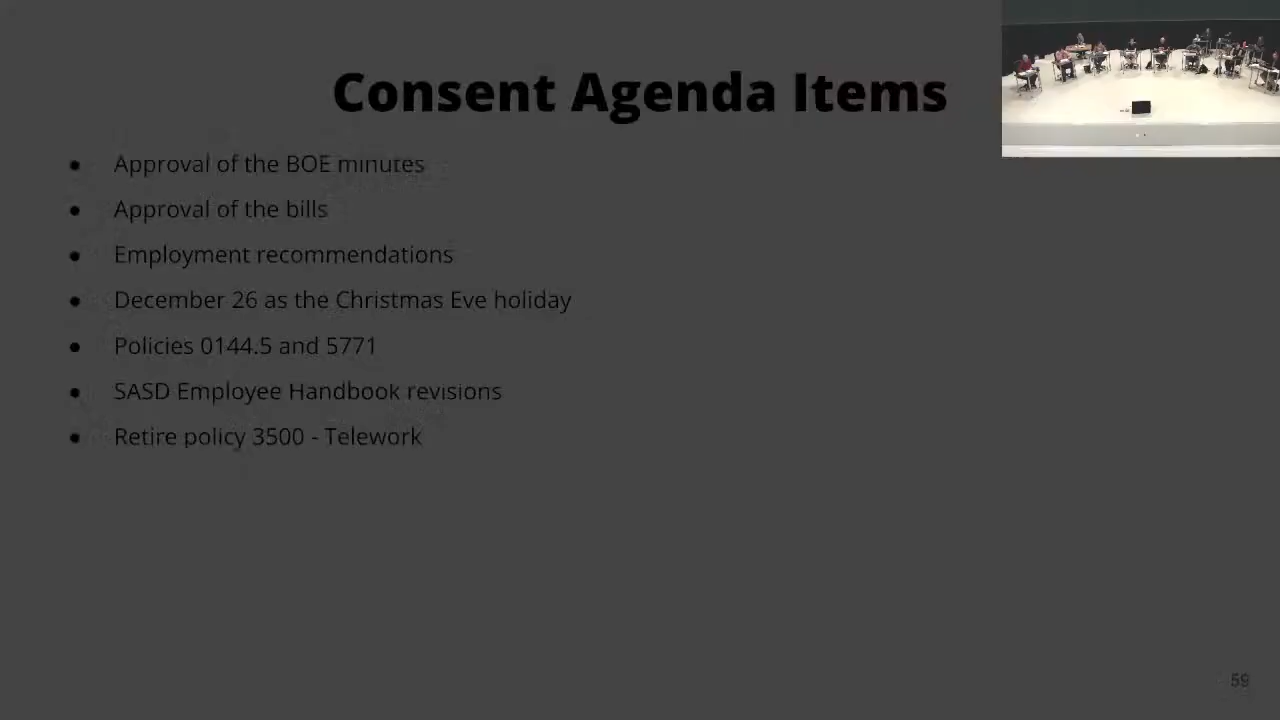 Consent Agenda Items
● Approval of the BOE minutes
● Approval of the bills
● Employment recommendations
● December 26 as the Christmas Eve holiday
● Policies 0144.5 and 5771
● SASD Employee Handbook revisions
● Retire policy 3500 - Telework
59